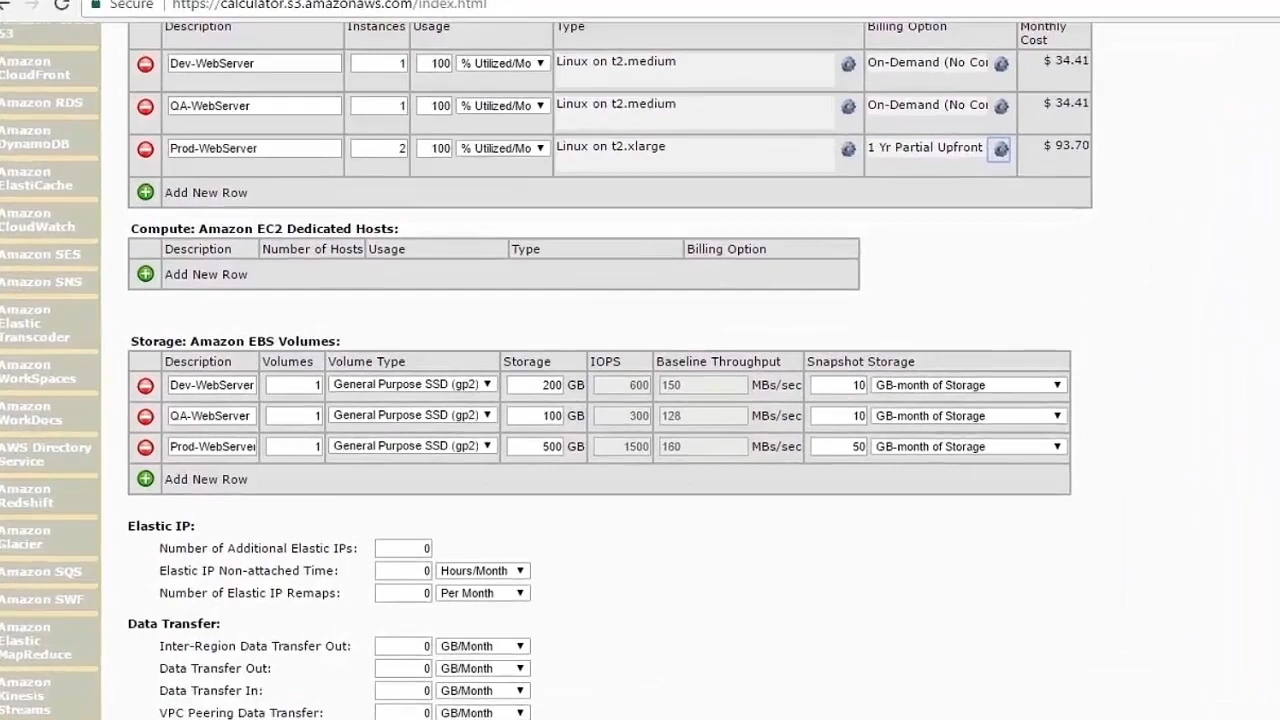 Secure https://calculator.s3.amazonaws.com/index.html
S3
Amazon CloudFront
Amazon RDS
Amazon DynamoDB
Amazon ElastiCache
Amazon CloudWatch
Amazon SES
Amazon SNS
Amazon Elastic Transcoder
Amazon WorkSpaces
Amazon WorkDocs
AWS Directory Service
Amazon Redshift
Amazon Glacier
Amazon SQS
Amazon SWF
Amazon Elastic MapReduce
Amazon Kinesis Streams
Description Instances Usage Type Billing Option Monthly Cost
Dev-WebServer 1 100 % Utilized/Mo Linux on t2.medium On-Demand (No Cor $ 34.41
QA-WebServer 1 100 % Utilized/Mo Linux on t2.medium On-Demand (No Cor $ 34.41
Prod-WebServer 2 100 % Utilized/Mo Linux on t2.xlarge 1 Yr Partial Upfront $ 93.70
Add New Row
Compute: Amazon EC2 Dedicated Hosts:
Description Number of Hosts Usage Type Billing Option
Add New Row
Storage: Amazon EBS Volumes:
Description Volumes Volume Type Storage IOPS Baseline Throughput Snapshot Storage
Dev-WebServer 1 General Purpose SSD (gp2) 200 GB 600 150 MBs/sec 10 GB-month of Storage
QA-WebServer 1 General Purpose SSD (gp2) 100 GB 300 128 MBs/sec 10 GB-month of Storage
Prod-WebServer 1 General Purpose SSD (gp2) 500 GB 1500 160 MBs/sec 50 GB-month of Storage
Add New Row
Elastic IP:
Number of Additional Elastic IPs: 0
Elastic IP Non-attached Time: 0 Hours/Month
Number of Elastic IP Remaps: 0 Per Month
Data Transfer:
Inter-Region Data Transfer Out: 0 GB/Month
Data Transfer Out: 0 GB/Month
Data Transfer In: 0 GB/Month
VPC Peering Data Transfer: 0 GB/Month